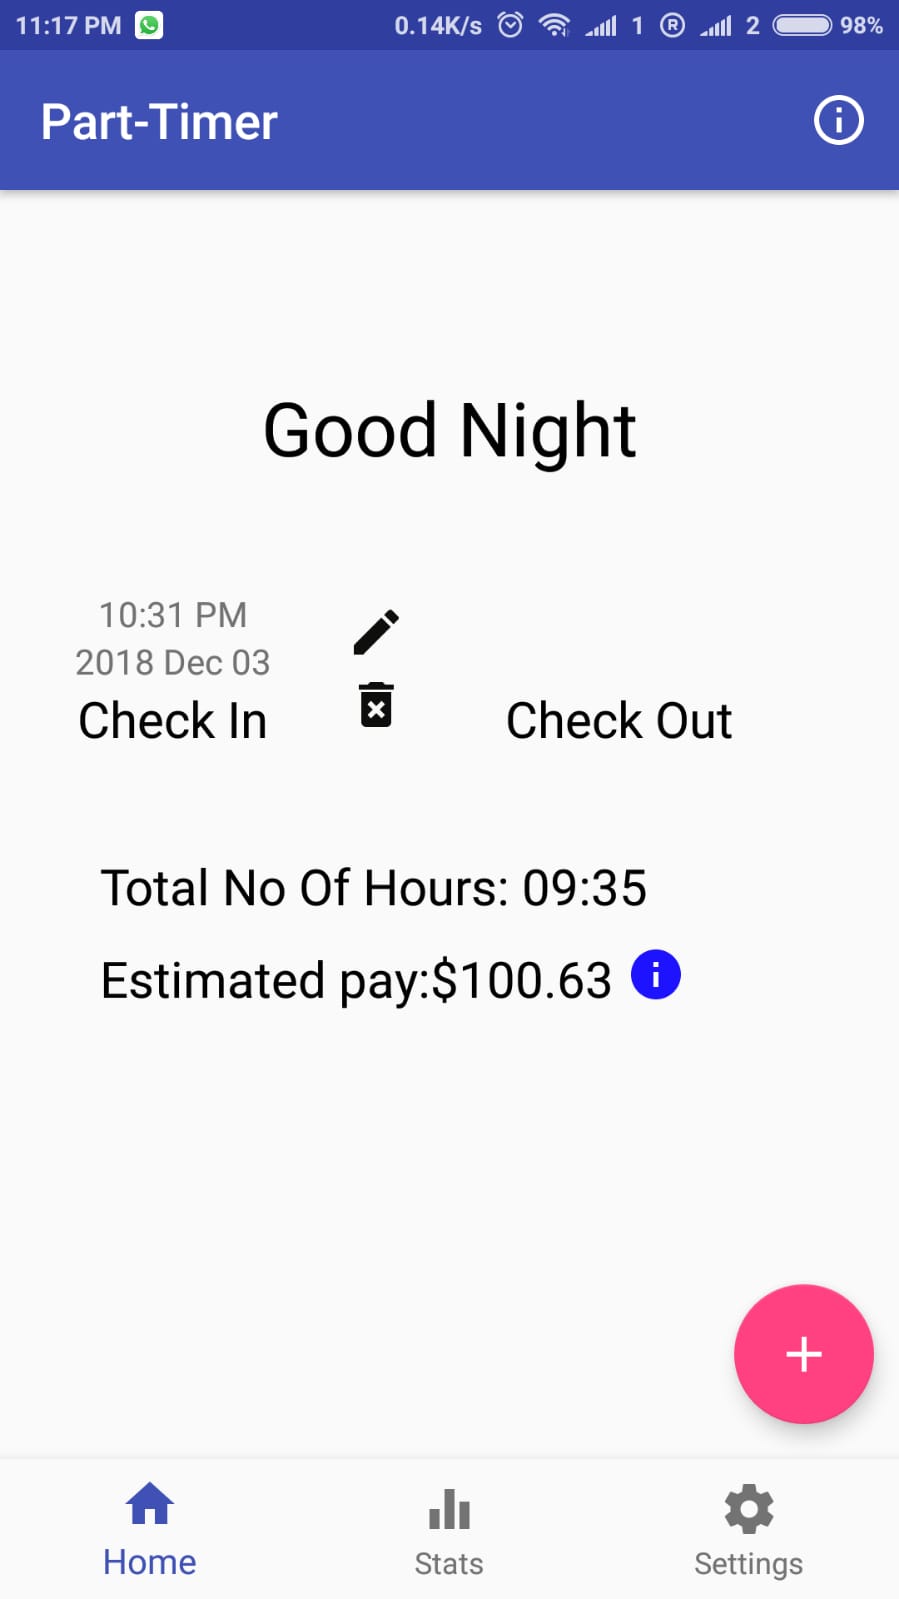 11:17 PM 0.14K/s 1 R 2 98%
Part-Timer
Good Night
10:31 PM
2018 Dec 03
Check In
Check Out
Total No Of Hours: 09:35
Estimated pay:$100.63
Home Stats Settings